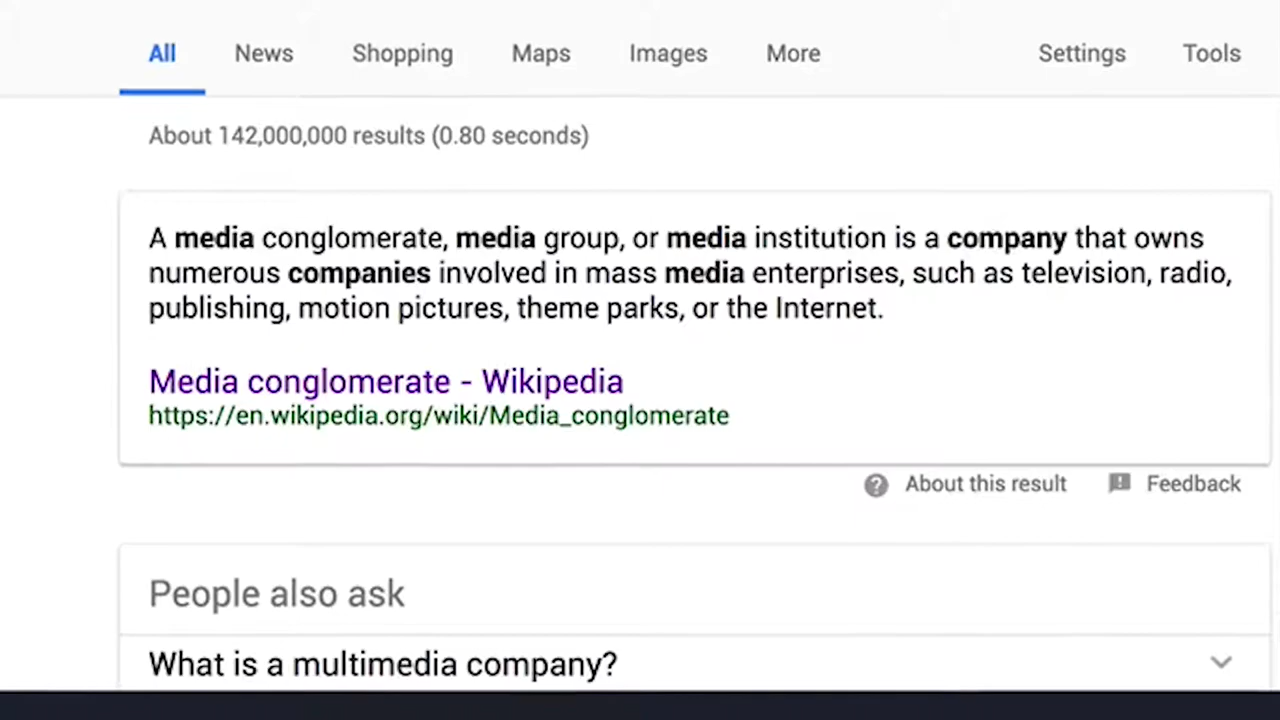 All News Shopping Maps Images More Settings Tools
About 142,000,000 results (0.80 seconds)
A media conglomerate, media group, or media institution is a company that owns
numerous companies involved in mass media enterprises, such as television, radio,
publishing, motion pictures, theme parks, or the Internet.
Media conglomerate - Wikipedia
https://en.wikipedia.org/wiki/Media_conglomerate
About this result Feedback
People also ask
What is a multimedia company?